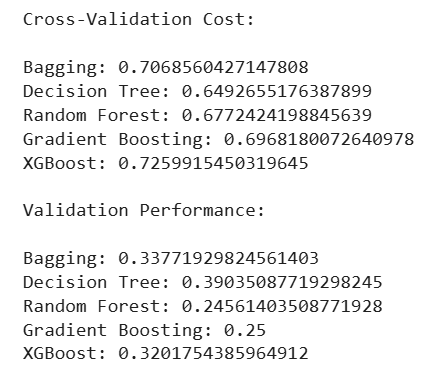 Cross-Validation Cost:
Bagging: 0.7068560427147808
Decision Tree: 0.6492655176387899
Random Forest: 0.6772424198845639
Gradient Boosting: 0.6968180072640978
XGBoost: 0.7259915450319645
Validation Performance:
Bagging: 0.33771929824561403
Decision Tree: 0.39035087719298245
Random Forest: 0.24561403508771928
Gradient Boosting: 0.25
XGBoost: 0.3201754385964912